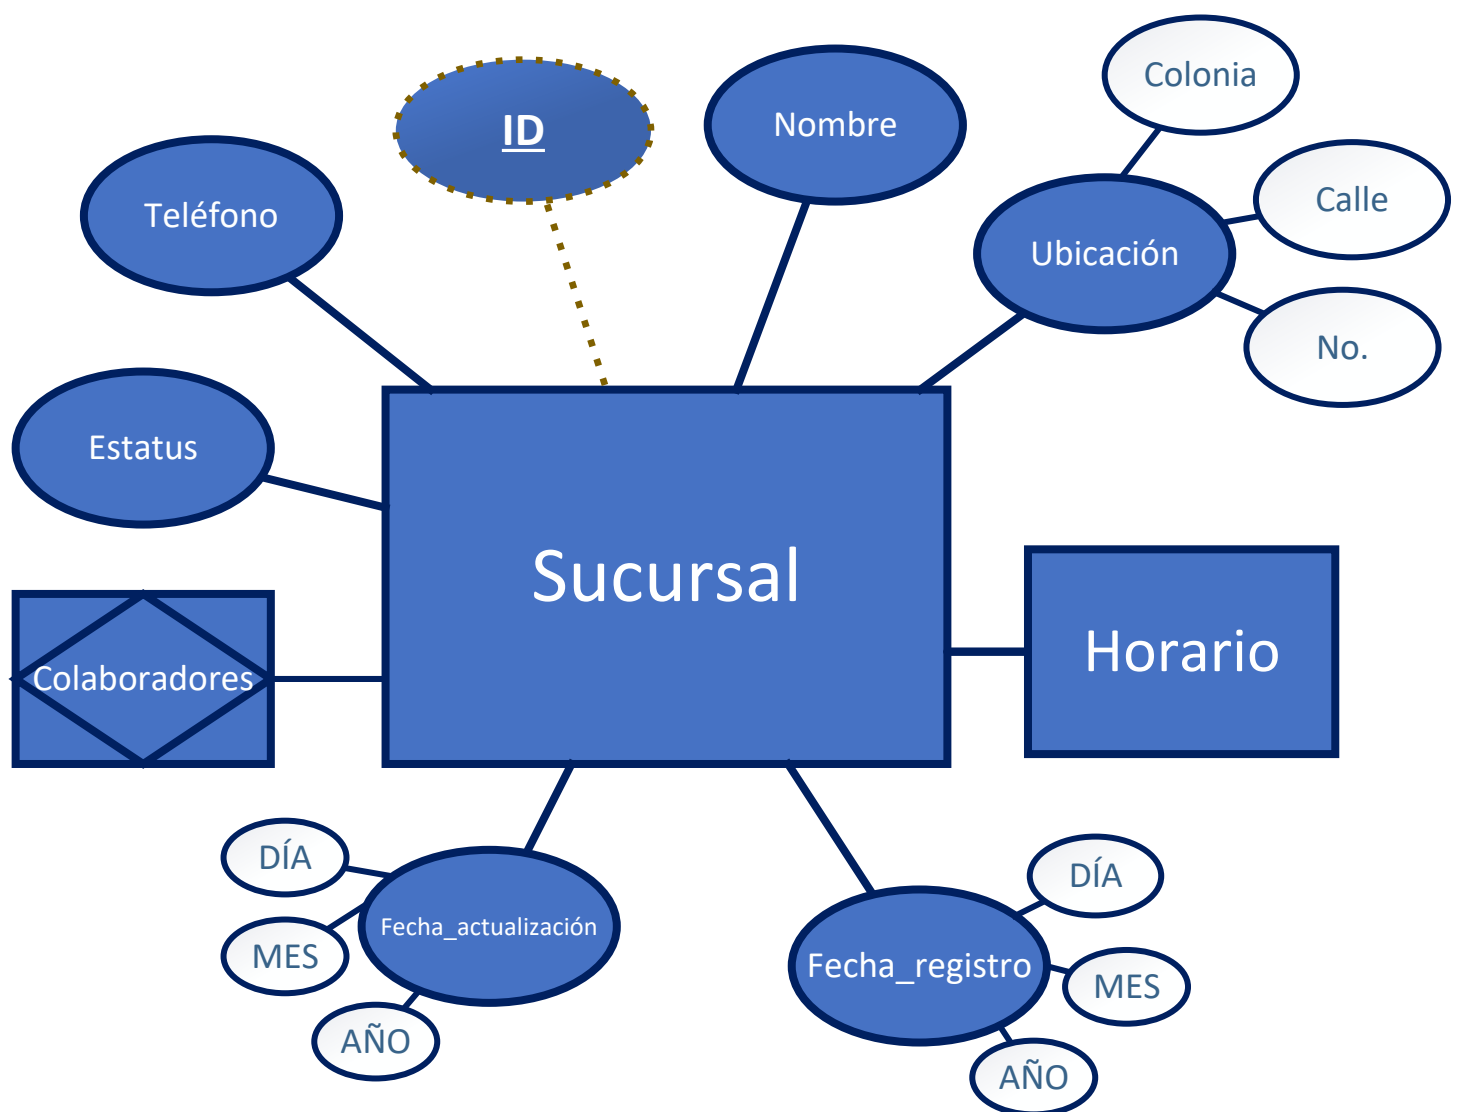 Colonia
ID
Nombre
Calle
Teléfono
Ubicación
No.
Estatus
Sucursal
Horario
Colaboradores
DÍA
Fecha_actualización
MES
AÑO
DÍA
Fecha_registro
MES
AÑO